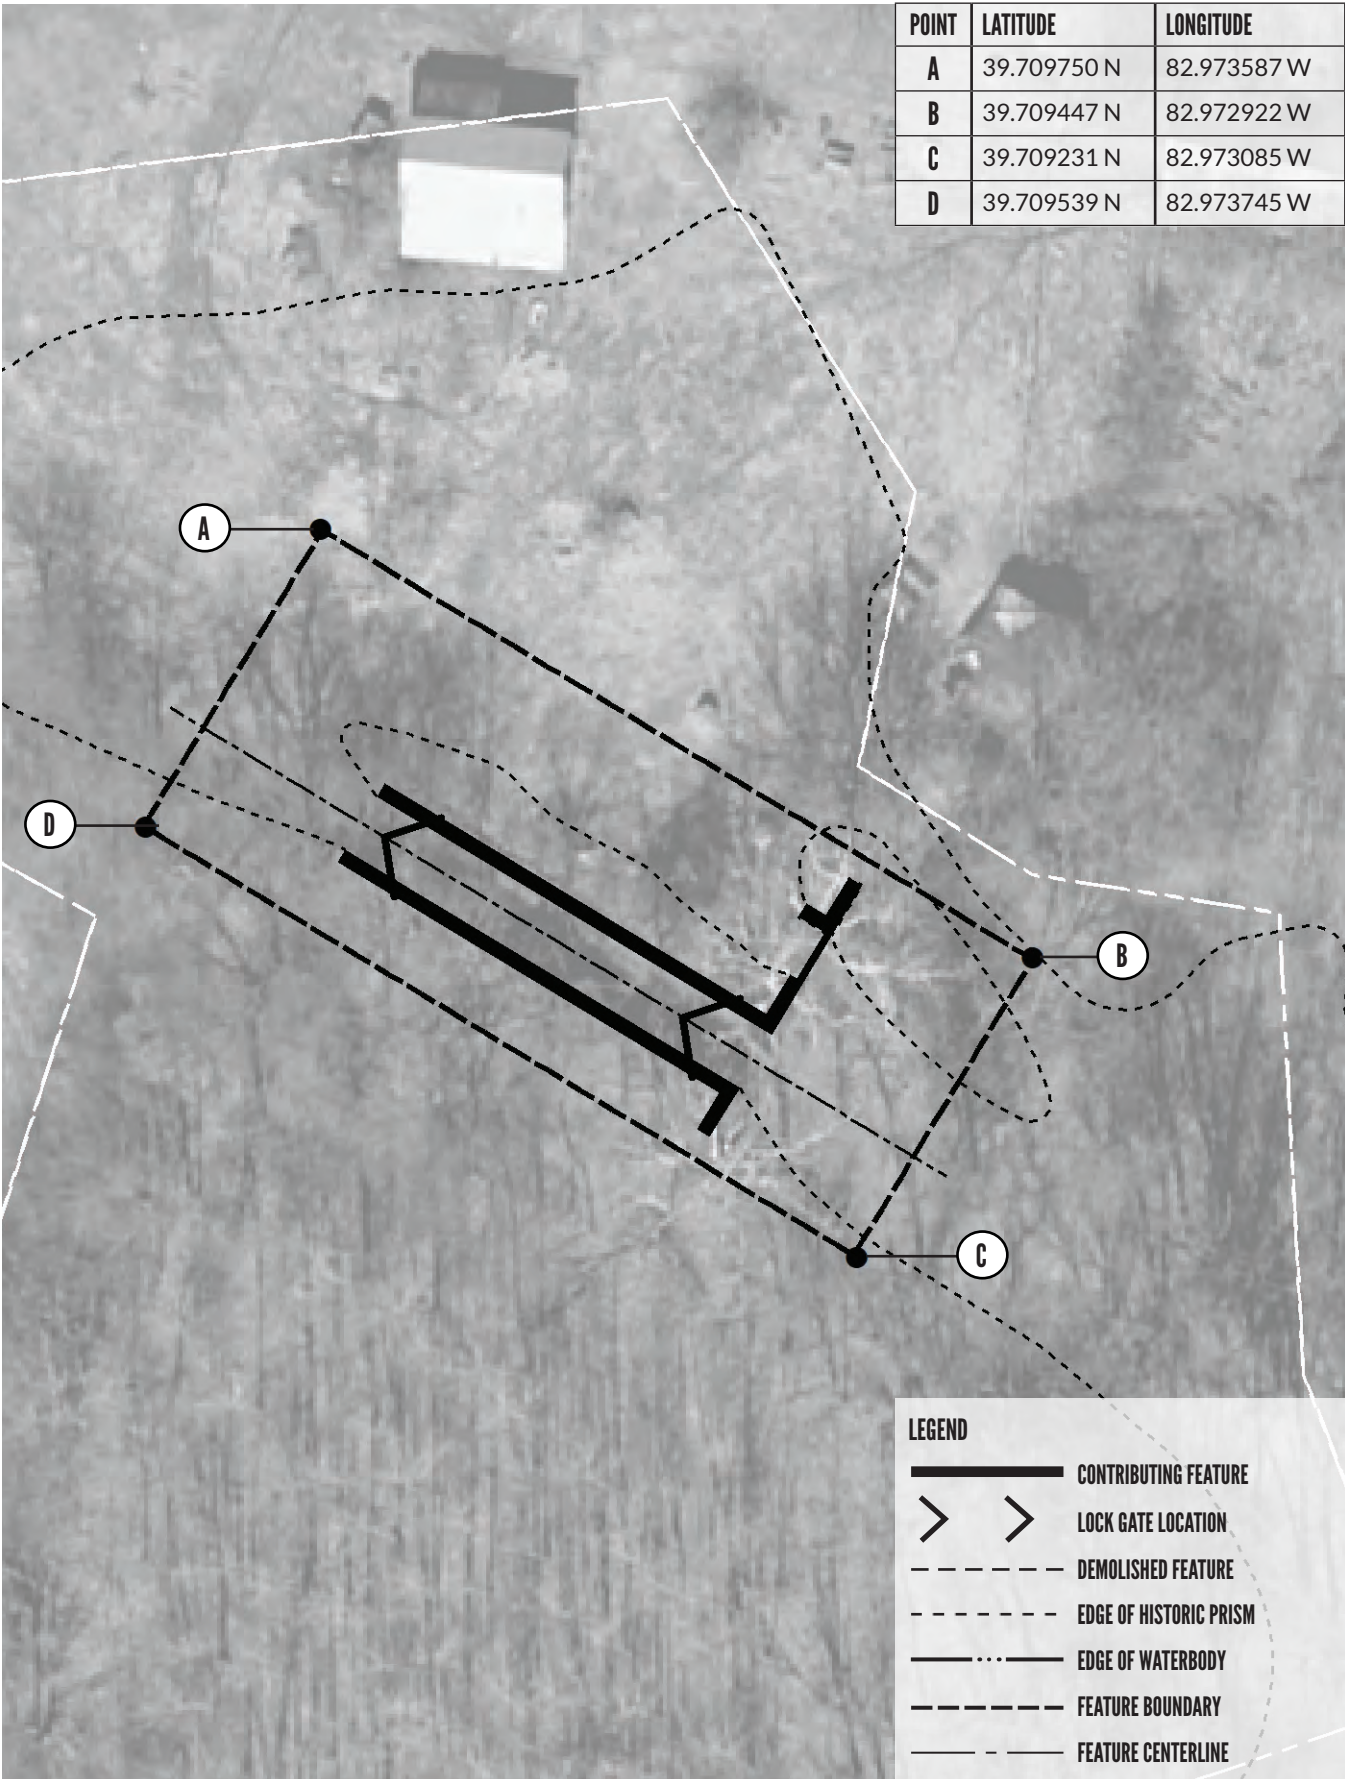 POINT LATITUDE LONGITUDE
A 39.709750 N 82.973587 W
B 39.709447 N 82.972922 W
C 39.709231 N 82.973085 W
D 39.709539 N 82.973745 W
A
D
B
C
LEGEND
CONTRIBUTING FEATURE
LOCK GATE LOCATION
DEMOLISHED FEATURE
EDGE OF HISTORIC PRISM
EDGE OF WATERBODY
FEATURE BOUNDARY
FEATURE CENTERLINE